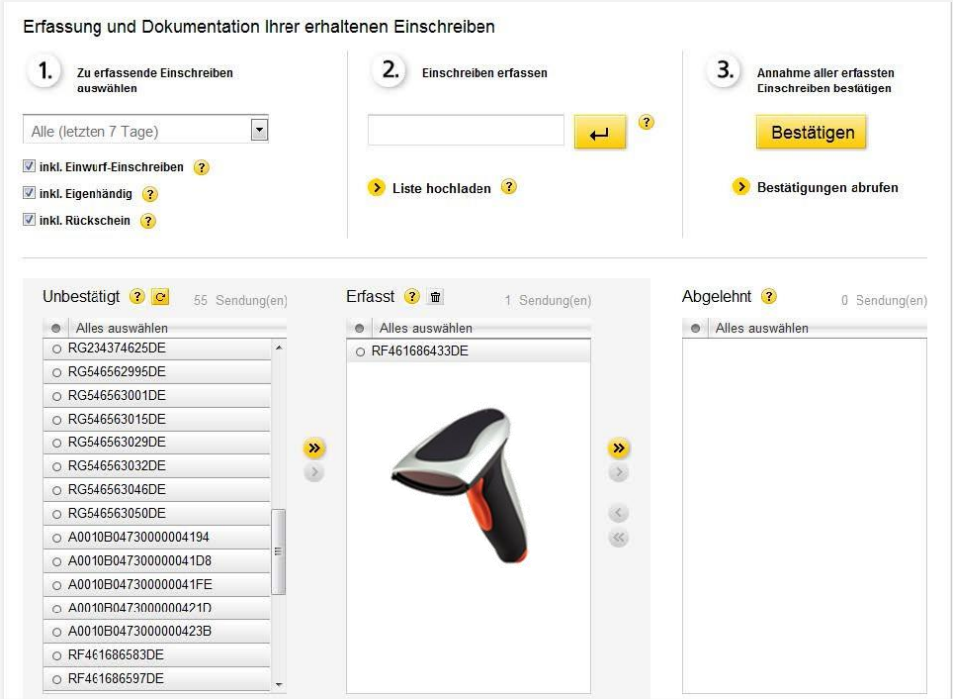 Erfassung und Dokumentation Ihrer erhaltenen Einschreiben
1.
Zu erfassende Einschreiben
auswählen
Alle (letzten 7 Tage)
inkl. Einwurf-Einschreiben ?
inkl. Eigenhändig ?
inkl. Rückschein ?
2.
Einschreiben erfassen
?
Liste hochladen ?
3.
Annahme aller erfassten
Einschreiben bestätigen
Bestätigen
Bestätigungen abrufen
Unbestätigt ? 55 Sendung(en)
Alles auswählen
RG234374625DE
RG546562995DE
RG546563001DE
RG546563015DE
RG546563029DE
RG546563032DE
RG546563046DE
RG546563050DE
A0010B04730000004194
A0010B047300000041D8
A0010B047300000041FE
A0010B0473000000421D
A0010B0473000000423B
RF461686583DE
RF461686597DE
Erfasst ? 1 Sendung(en)
Alles auswählen
RF461686433DE
Abgelehnt ? 0 Sendung(en)
Alles auswählen